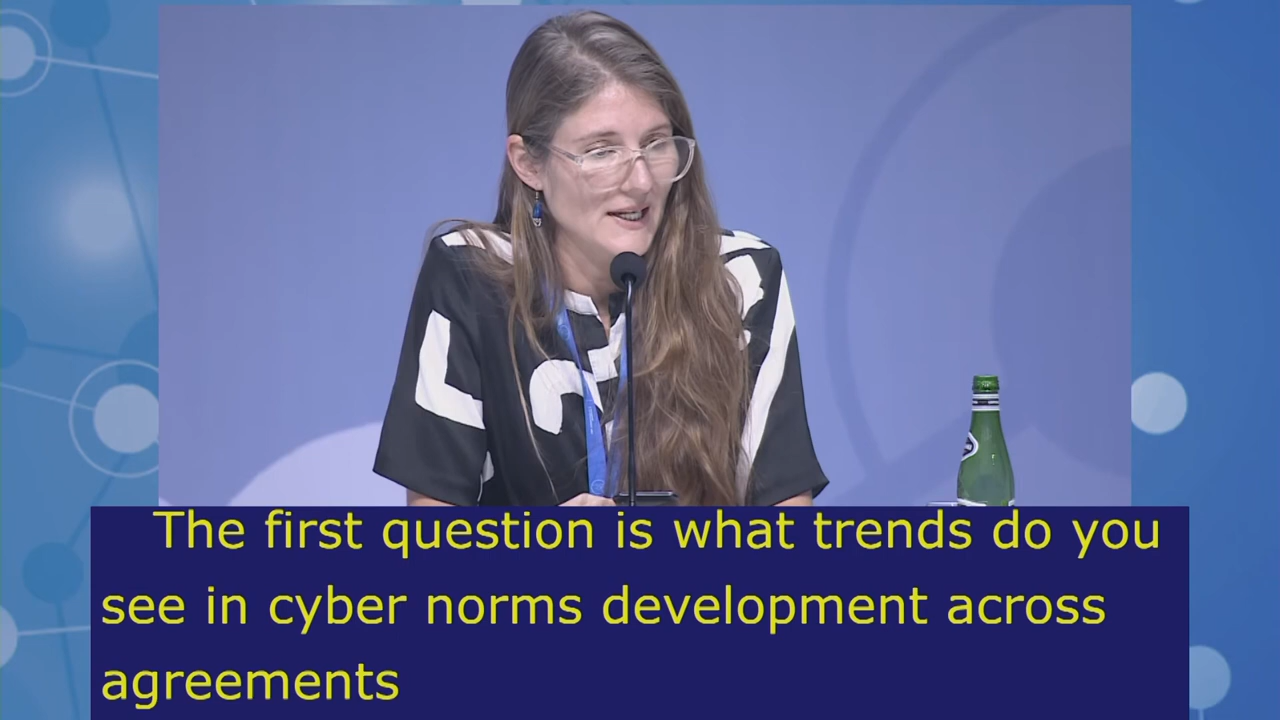 The first question is what trends do you
see in cyber norms development across
agreements